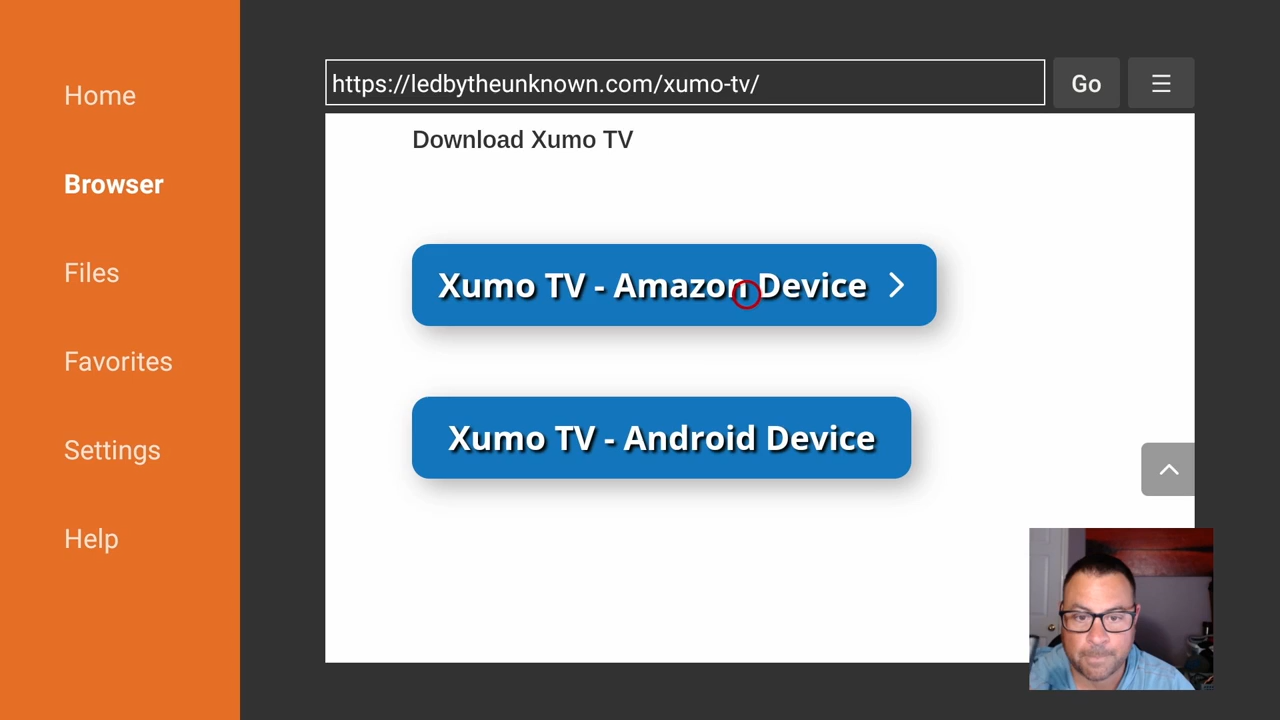 Home
Browser
Files
Favorites
Settings
Help
https://ledbytheunknown.com/xumo-tv/
Go
Download Xumo TV
Xumo TV - Amazon Device
Xumo TV - Android Device